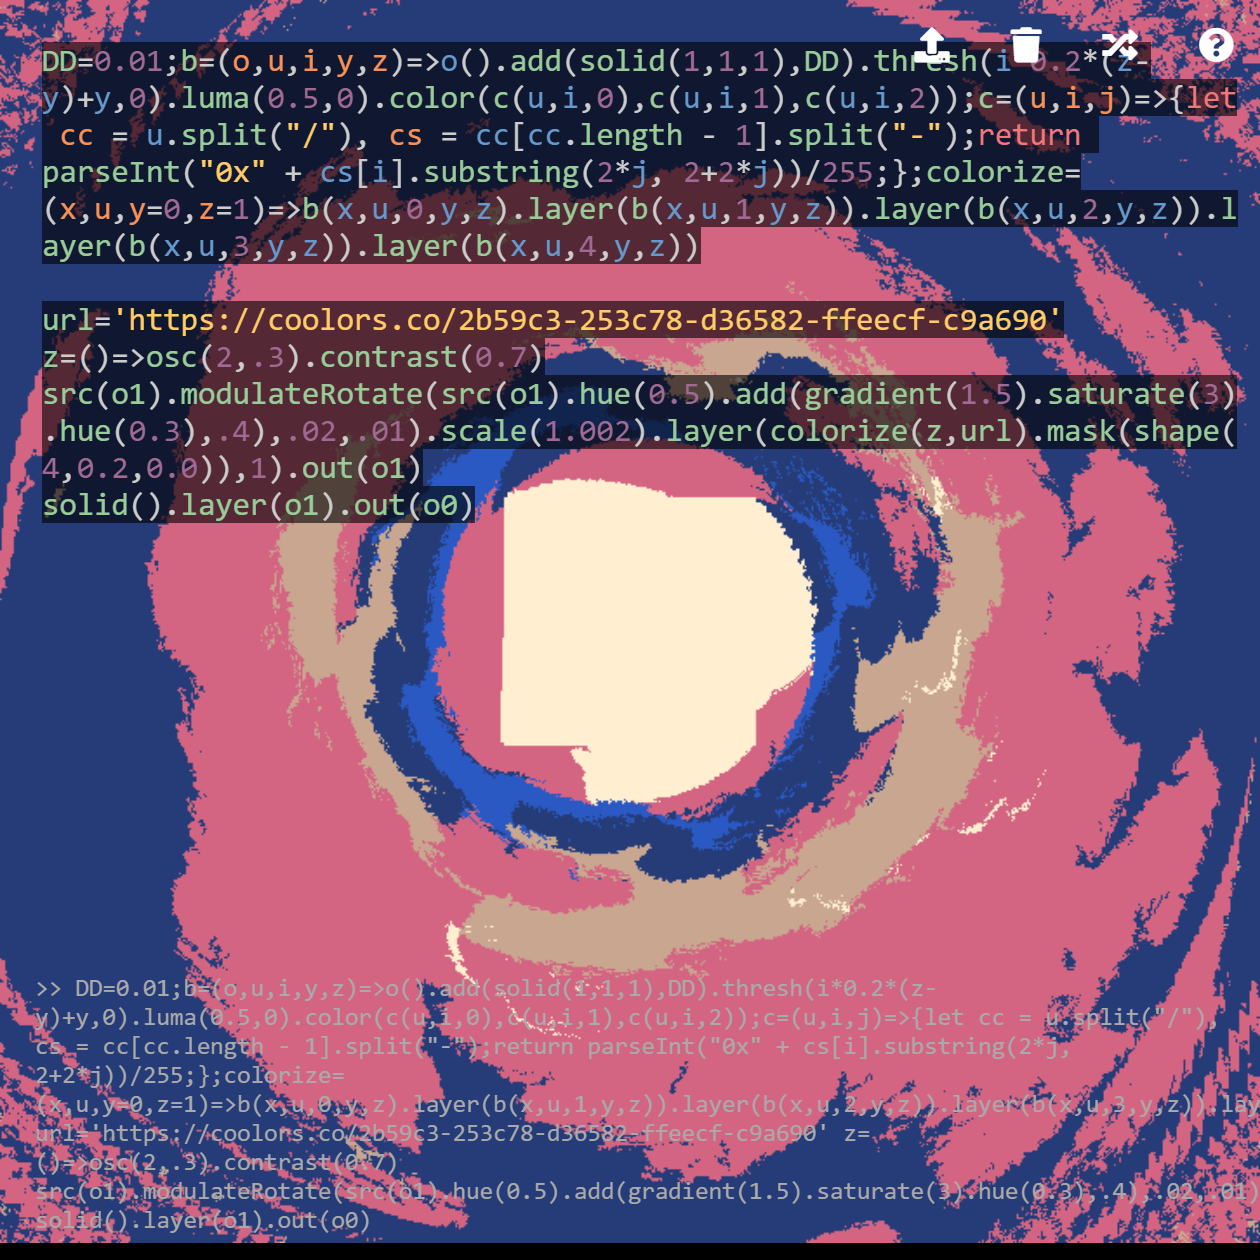 DD=0.01;b=(o,u,i,y,z)=>o().add(solid(1,1,1),DD).thresh(i*0.2*(z-
y)+y,0).luma(0.5,0).color(c(u,i,0),c(u,i,1),c(u,i,2));c=(u,i,j)=>{let
cc = u.split("/"), cs = cc[cc.length - 1].split("-");return
parseInt("0x" + cs[i].substring(2*j, 2+2*j))/255;};colorize=
(x,u,y=0,z=1)=>b(x,u,0,y,z).layer(b(x,u,1,y,z)).layer(b(x,u,2,y,z)).l
ayer(b(x,u,3,y,z)).layer(b(x,u,4,y,z))
url='https://coolors.co/2b59c3-253c78-d36582-ffeecf-c9a690'
z=()=>osc(2,.3).contrast(0.7)
src(o1).modulateRotate(src(o1).hue(0.5).add(gradient(1.5).saturate(3)
.hue(0.3),.4),.02,.01).scale(1.002).layer(colorize(z,url).mask(shape(
4,0.2,0.0)),1).out(o1)
solid().layer(o1).out(o0)
>> DD=0.01;b=(o,u,i,y,z)=>o().add(solid(1,1,1),DD).thresh(i*0.2*(z-
y)+y,0).luma(0.5,0).color(c(u,i,0),c(u,i,1),c(u,i,2));c=(u,i,j)=>{let cc = u.split("/"),
cs = cc[cc.length - 1].split("-");return parseInt("0x" + cs[i].substring(2*j,
2+2*j))/255;};colorize=
(x,u,y=0,z=1)=>b(x,u,0,y,z).layer(b(x,u,1,y,z)).layer(b(x,u,2,y,z)).layer(b(x,u,3,y,z)).lay
url='https://coolors.co/2b59c3-253c78-d36582-ffeecf-c9a690' z=
()=>osc(2,.3).contrast(0.7)
src(o1).modulateRotate(src(o1).hue(0.5).add(gradient(1.5).saturate(3).hue(0.3),.4),.02,.01)
solid().layer(o1).out(o0)